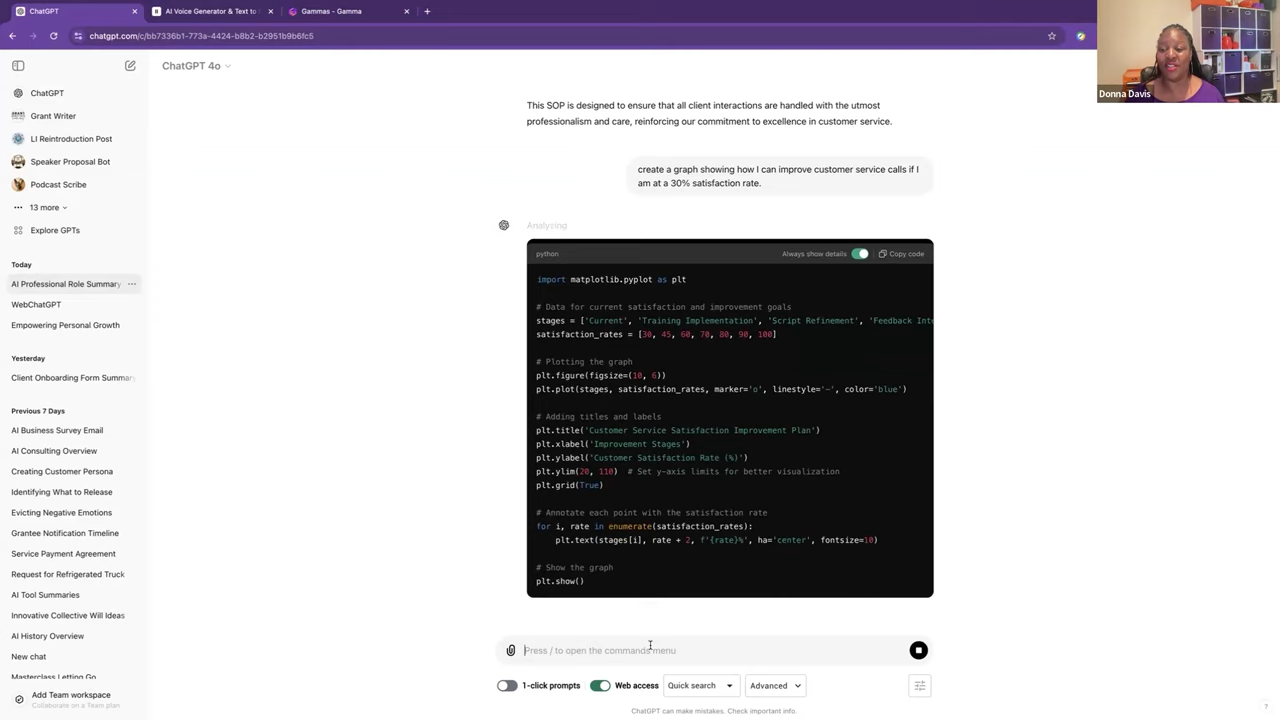 ChatGPT
AI Voice Generator & Text to
Gammas - Gamma
chatgpt.com/c/bb7336b1-773a-4424-b8b2-b2951b9b6fc5
Donna Davis
ChatGPT 4o
ChatGPT
Grant Writer
LI Reintroduction Post
Speaker Proposal Bot
Podcast Scribe
13 more
Explore GPTs
Today
AI Professional Role Summary
WebChatGPT
Empowering Personal Growth
Yesterday
Client Onboarding Form Summary
Previous 7 Days
AI Business Survey Email
AI Consulting Overview
Creating Customer Persona
Identifying What to Release
Evicting Negative Emotions
Grantee Notification Timeline
Service Payment Agreement
Request for Refrigerated Truck
AI Tool Summaries
Innovative Collective Will Ideas
AI History Overview
New chat
Masterclass Letting Go
Add Team workspace
Collaborate on a Team plan
This SOP is designed to ensure that all client interactions are handled with the utmost
professionalism and care, reinforcing our commitment to excellence in customer service.
create a graph showing how I can improve customer service calls if I
am at a 30% satisfaction rate.
Analyzing
python
Always show details
Copy code
import matplotlib.pyplot as plt
# Data for current satisfaction and improvement goals
stages = ['Current', 'Training Implementation', 'Script Refinement', 'Feedback Inte
satisfaction_rates = [30, 45, 60, 70, 80, 90, 100]
# Plotting the graph
plt.figure(figsize=(10, 6))
plt.plot(stages, satisfaction_rates, marker='o', linestyle='-', color='blue')
# Adding titles and labels
plt.title('Customer Service Satisfaction Improvement Plan')
plt.xlabel('Improvement Stages')
plt.ylabel('Customer Satisfaction Rate (%)')
plt.ylim(20, 110)  # Set y-axis limits for better visualization
plt.grid(True)
# Annotate each point with the satisfaction rate
for i, rate in enumerate(satisfaction_rates):
plt.text(stages[i], rate + 2, f'{rate}%', ha='center', fontsize=10)
# Show the graph
plt.show()
Press / to open the commands menu
1-click prompts
Web access
Quick search
Advanced
ChatGPT can make mistakes. Check important info.
?